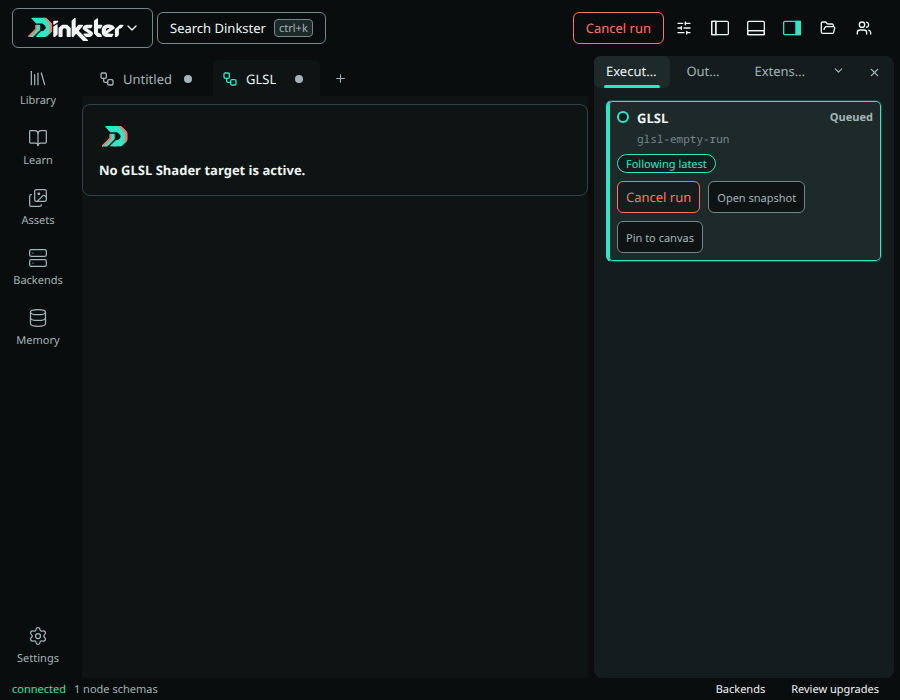 Dinkster
Search Dinkster ctrl+k
Cancel run
Library
Learn
Assets
Backends
Memory
Settings
Untitled
GLSL
No GLSL Shader target is active.
Execut...
Out...
Extens...
GLSL
Queued
glsl-empty-run
Following latest
Cancel run
Open snapshot
Pin to canvas
connected
1 node schemas
Backends
Review upgrades